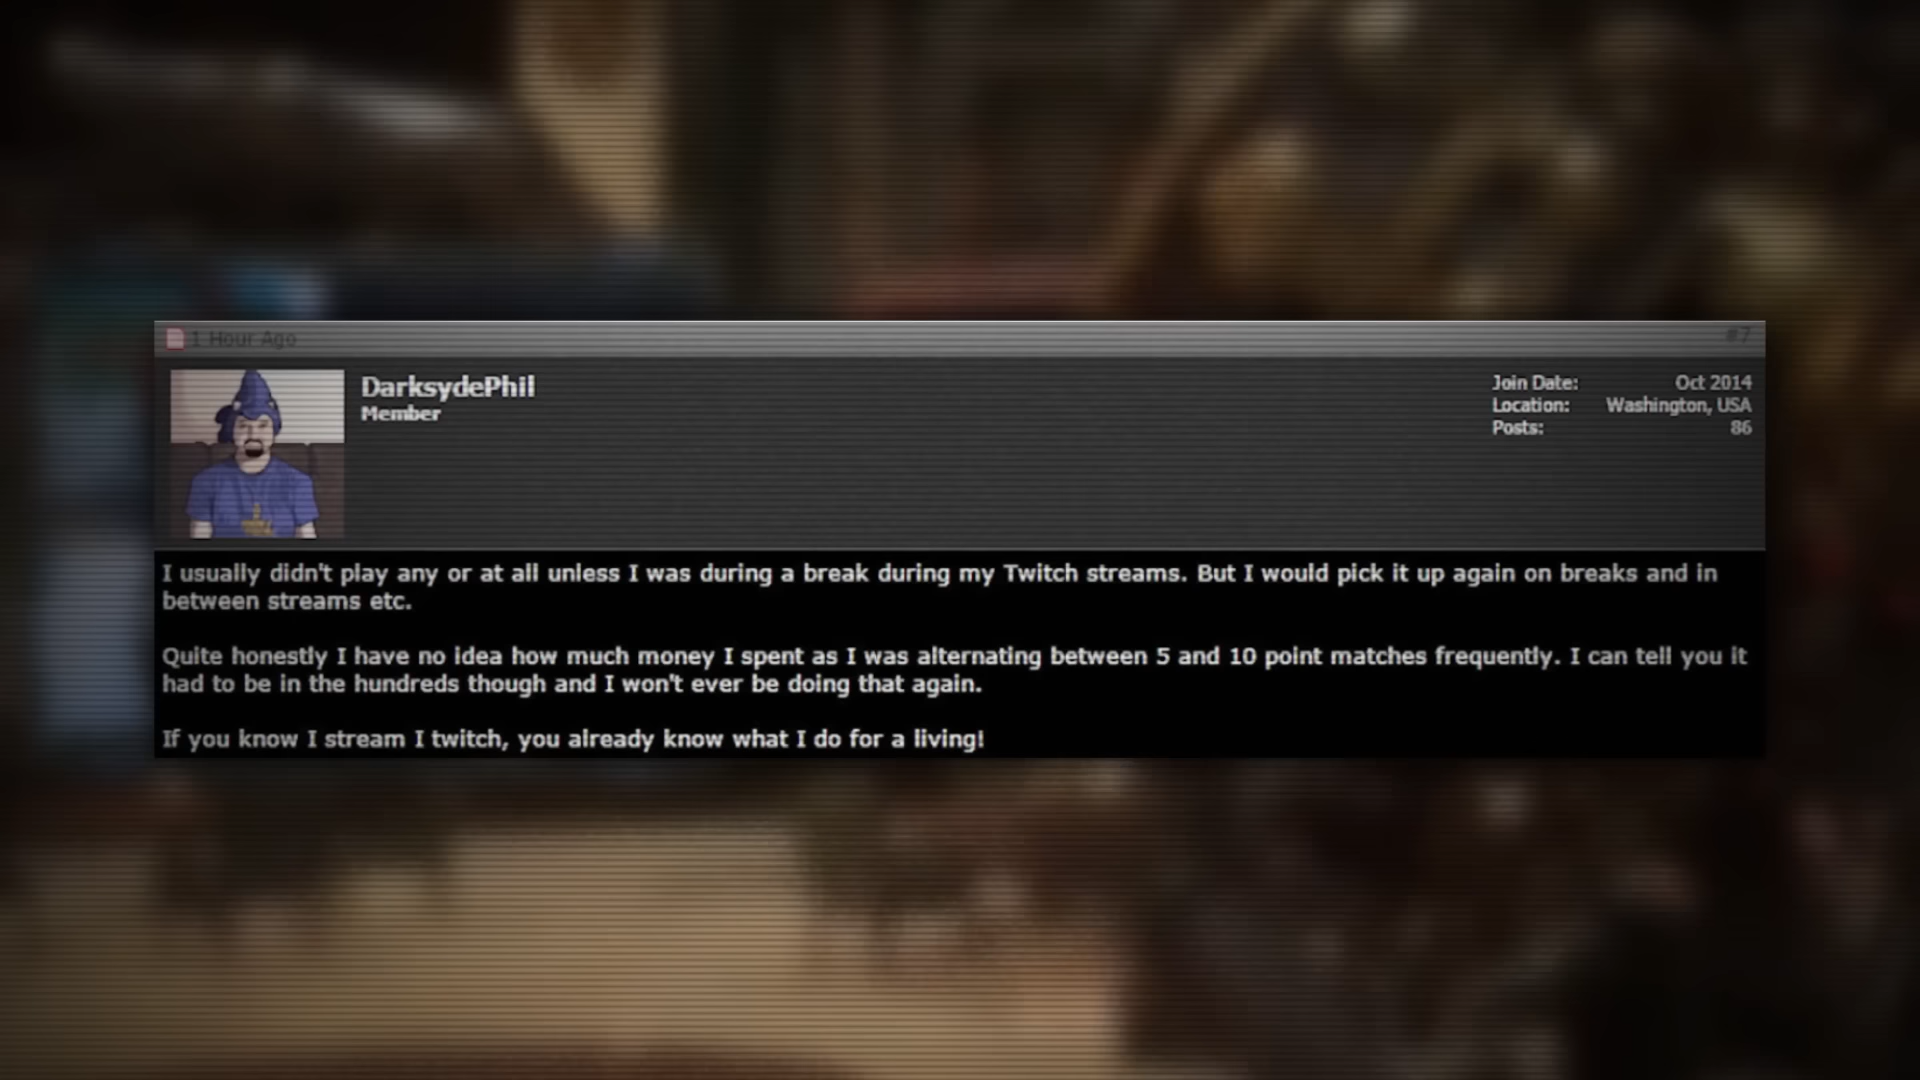 1 Hour Ago
#7
DarksydePhil
Member
Join Date: Oct 2014
Location: Washington, USA
Posts: 86
I usually didn't play any or at all unless I was during a break during my Twitch streams. But I would pick it up again on breaks and in
between streams etc.
Quite honestly I have no idea how much money I spent as I was alternating between 5 and 10 point matches frequently. I can tell you it
had to be in the hundreds though and I won't ever be doing that again.
If you know I stream I twitch, you already know what I do for a living!